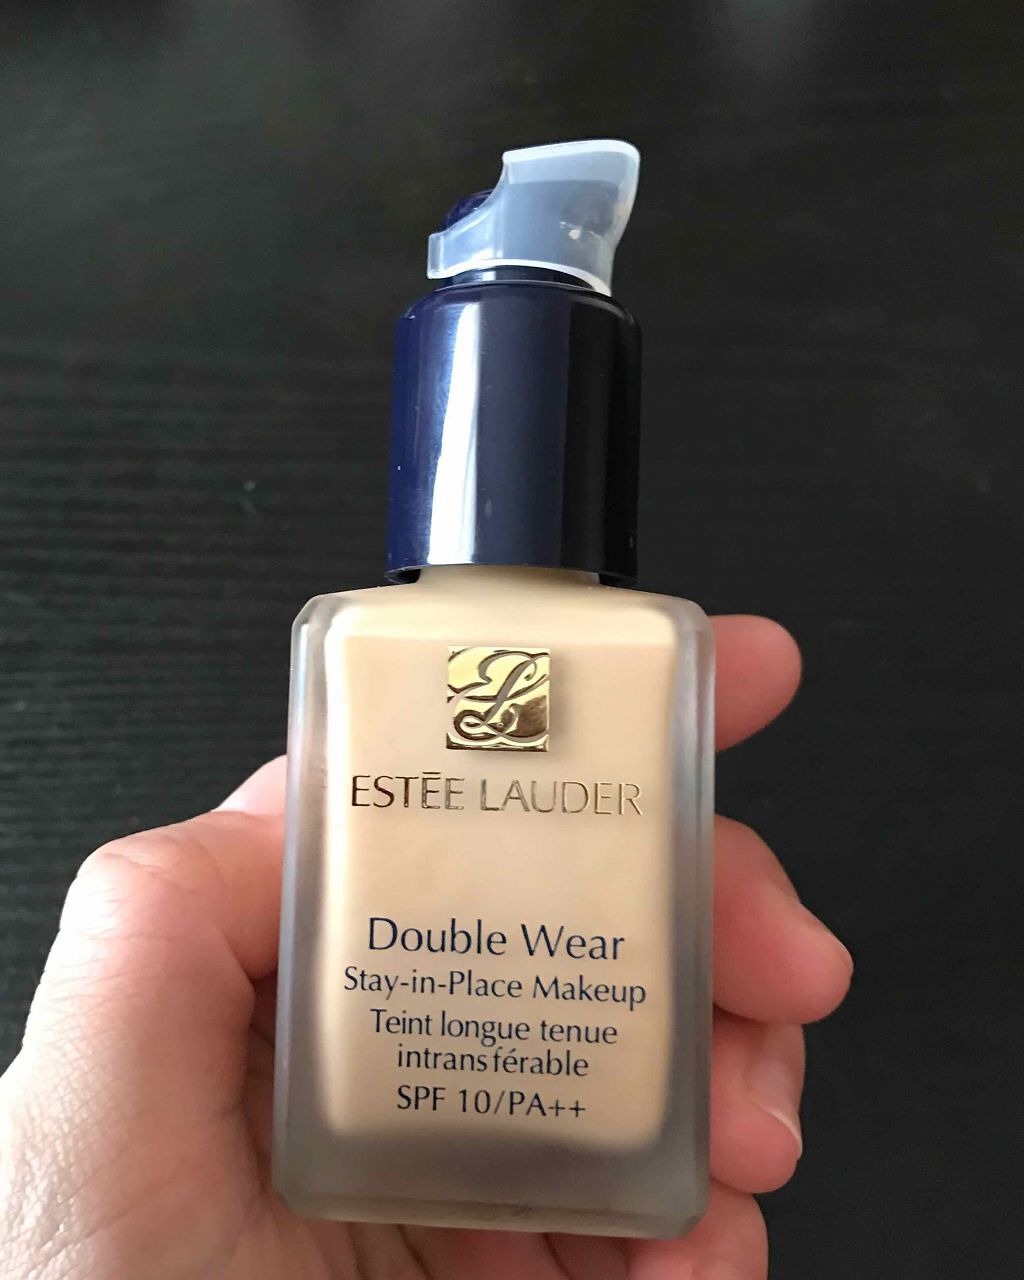 ESTĒE LAUDER
Double Wear
Stay-in-Place Makeup
Teint longue tenue
intransférable
SPF 10/PA++